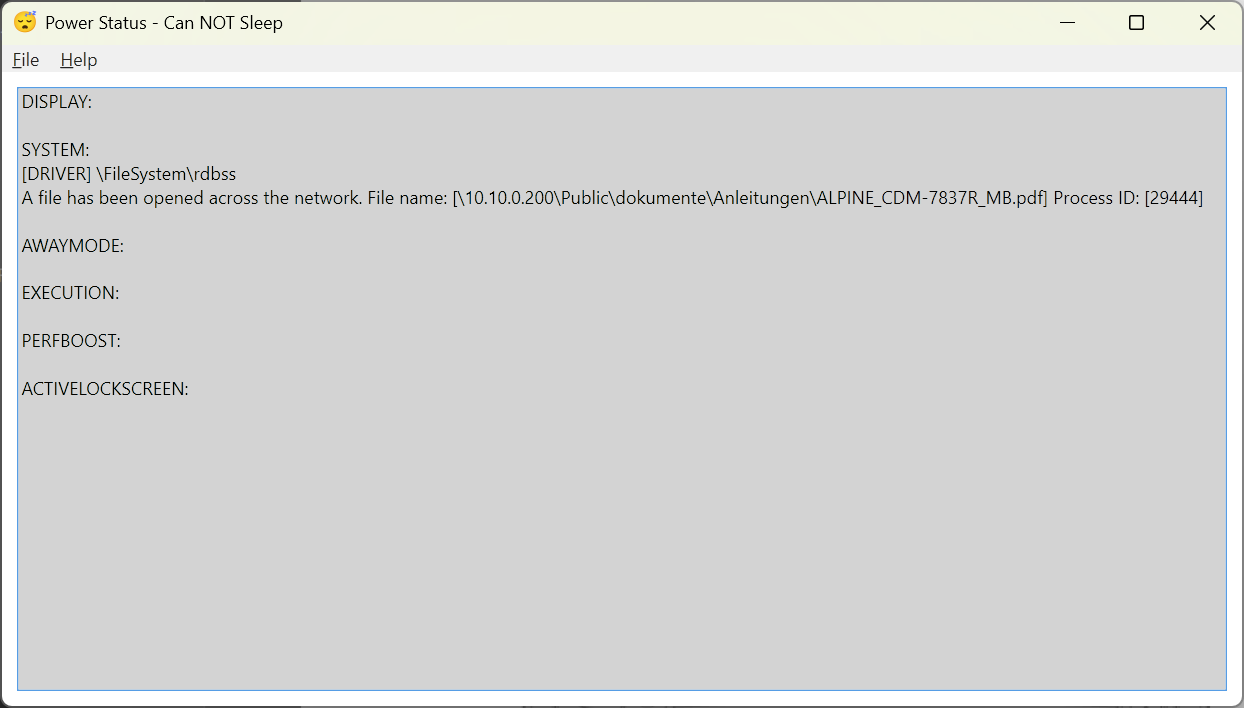 Power Status - Can NOT Sleep
File Help
DISPLAY:
SYSTEM:
[DRIVER] \FileSystem\rdbss
A file has been opened across the network. File name: [\10.10.0.200\Public\dokumente\Anleitungen\ALPINE_CDM-7837R_MB.pdf] Process ID: [29444]
AWAYMODE:
EXECUTION:
PERFBOOST:
ACTIVELOCKSCREEN: